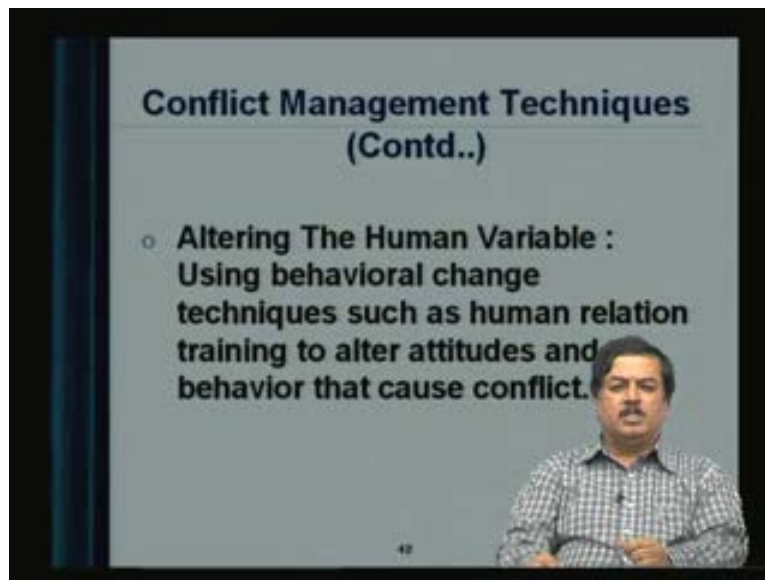 Conflict Management Techniques
(Contd..)
o Altering The Human Variable :
Using behavioral change
techniques such as human relation
training to alter attitudes and
behavior that cause conflict.